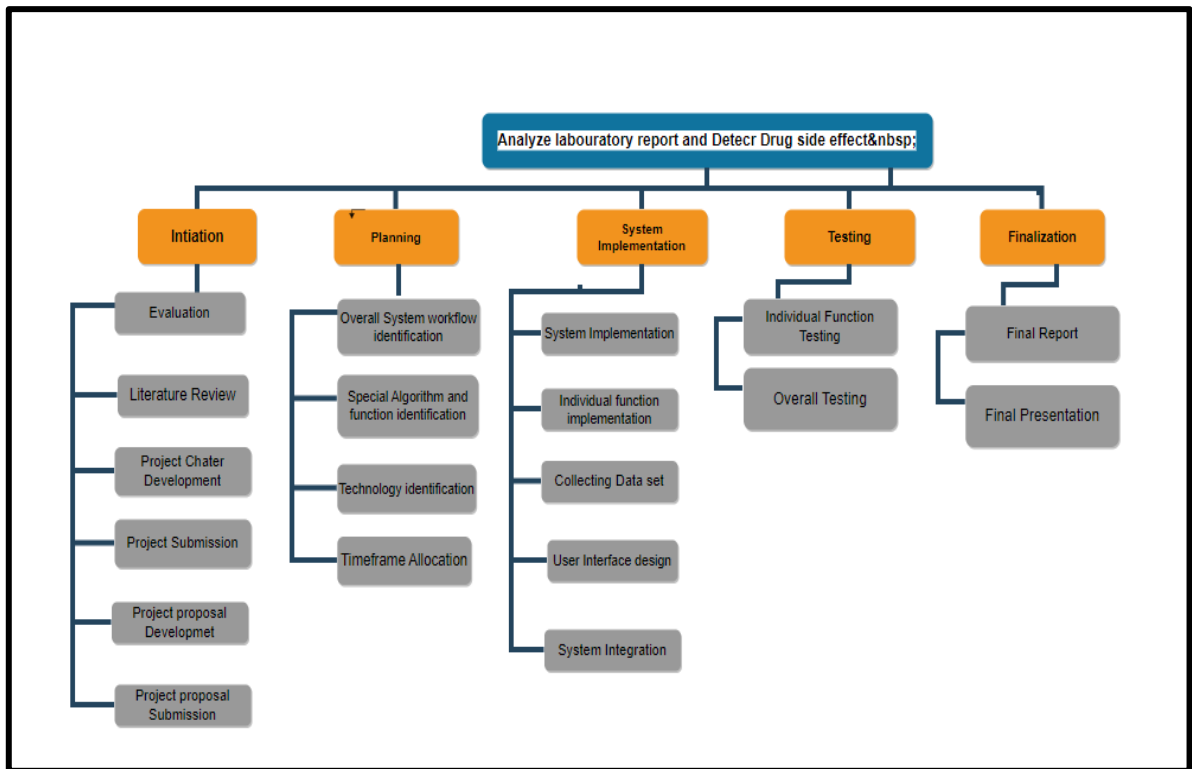 Analyze labouratory report and Detecr Drug side effect&nbsp;
Intiation
Planning
System
Implementation
Testing
Finalization
Evaluation
Literature Review
Project Chater
Development
Project Submission
Project proposal
Developmet
Project proposal
Submission
Overall System workflow
identification
Special Algorithm and
function identification
Technology identification
Timeframe Allocation
System Implementation
Individual function
implementation
Collecting Data set
User Interface design
System Integration
Individual Function
Testing
Overall Testing
Final Report
Final Presentation